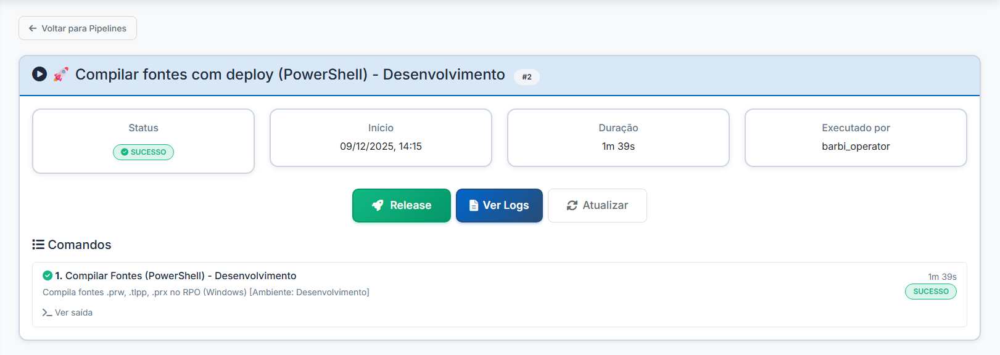 Voltar para Pipelines
Compilar fontes com deploy (PowerShell) - Desenvolvimento #2
Status
SUCESSO
Início
09/12/2025, 14:15
Duração
1m 39s
Executado por
barbi_operator
Release
Ver Logs
Atualizar
Comandos
1. Compilar Fontes (PowerShell) - Desenvolvimento
1m 39s
Compila fontes .prw, .tlpp, .prx no RPO (Windows) [Ambiente: Desenvolvimento]
SUCESSO
Ver saída